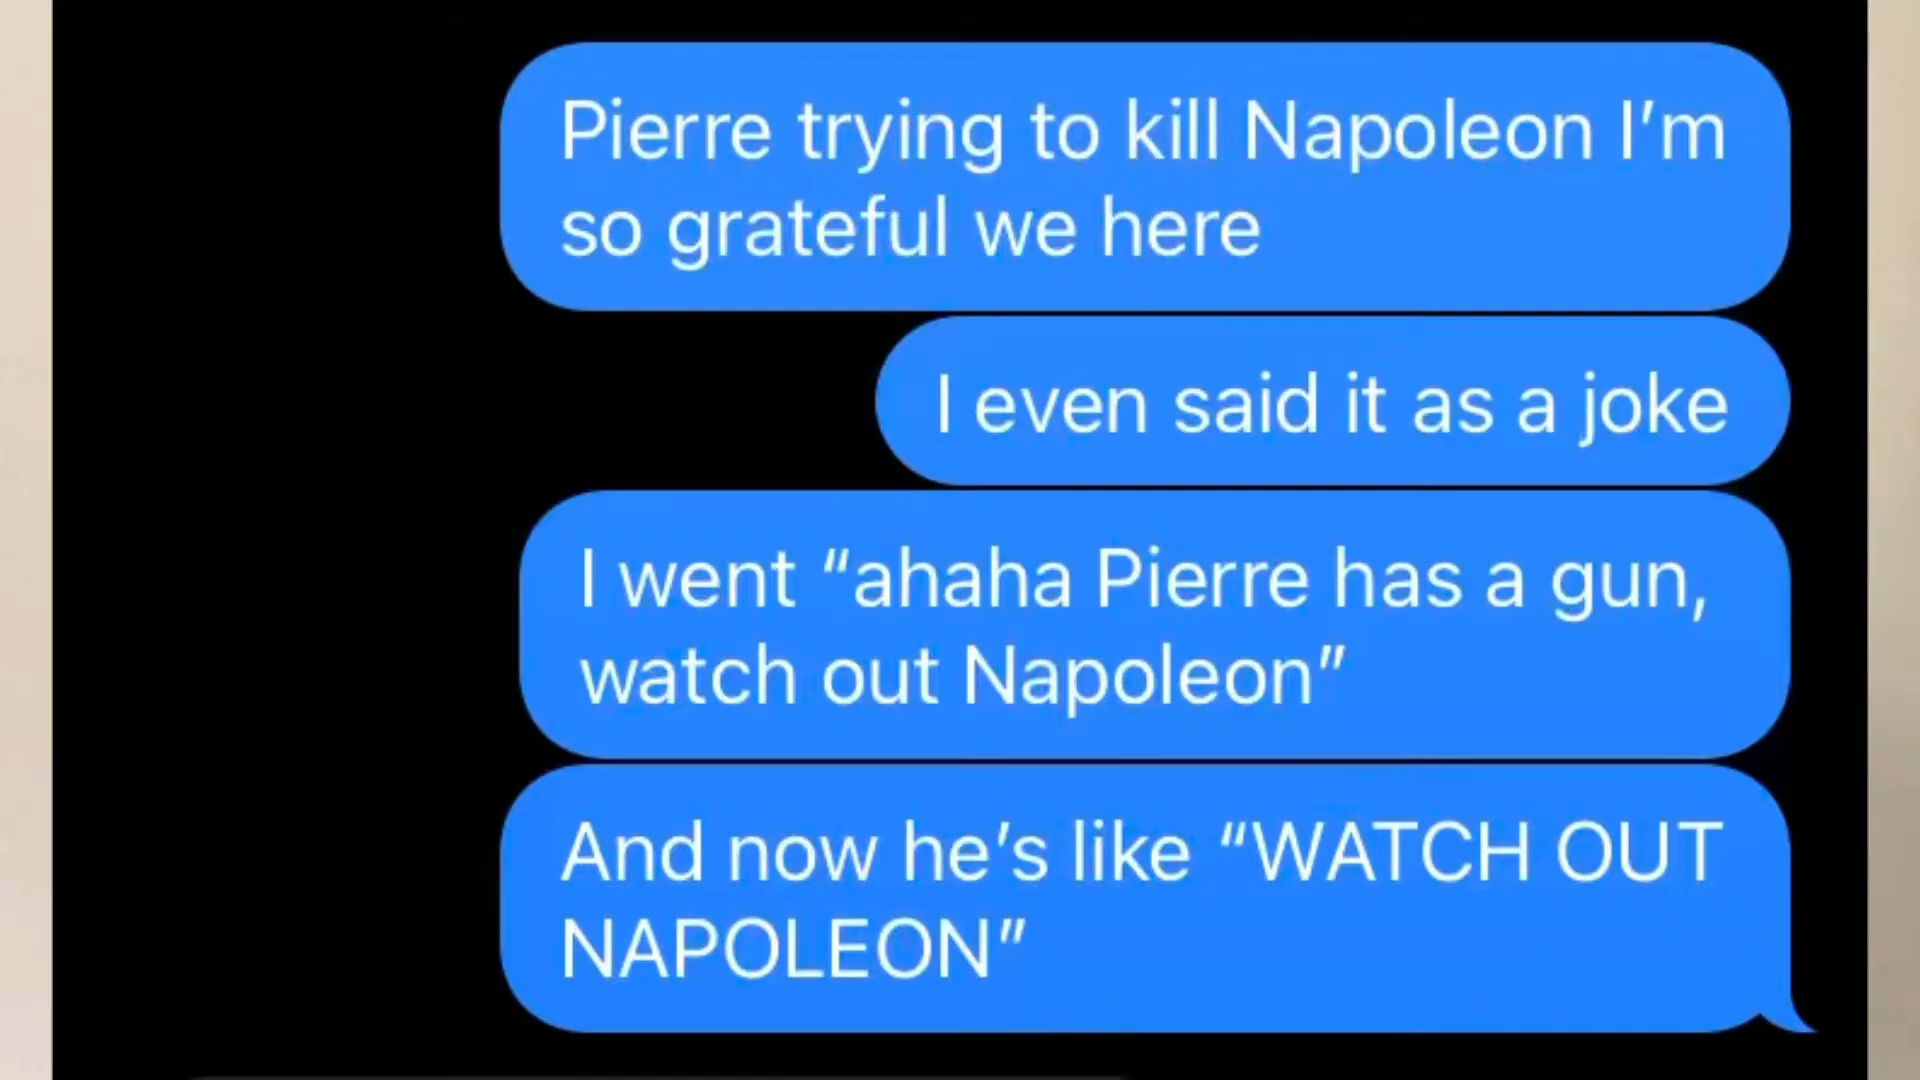 Pierre trying to kill Napoleon I’m
so grateful we here
I even said it as a joke
I went “ahaha Pierre has a gun,
watch out Napoleon”
And now he’s like “WATCH OUT
NAPOLEON”